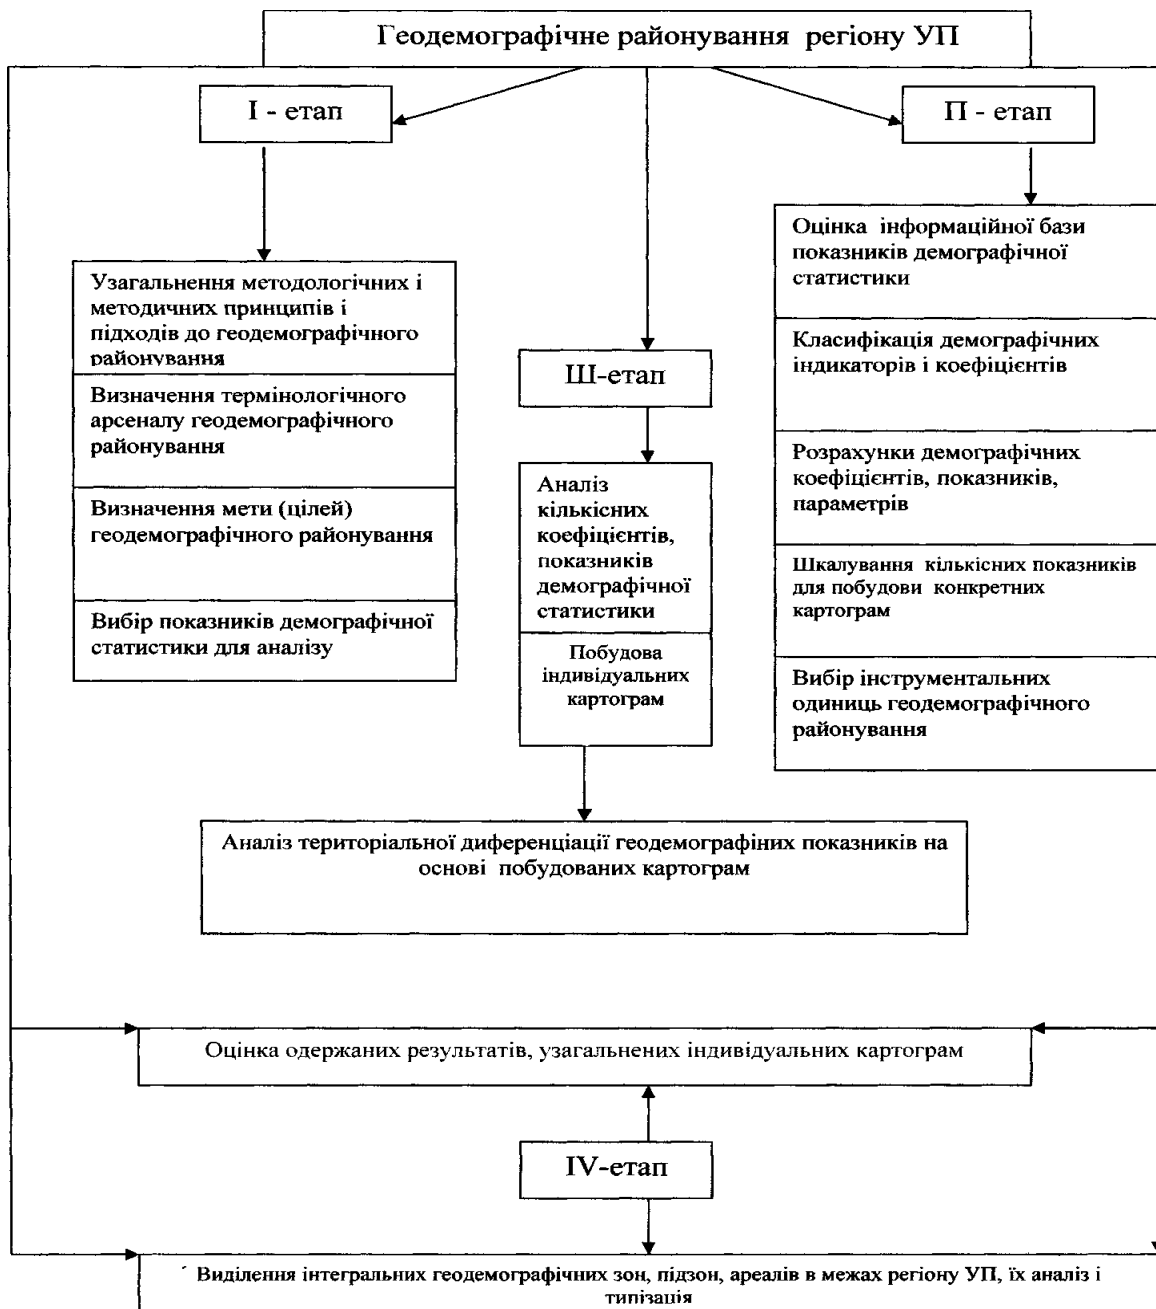 Геодемографічне районування регіону УП
І - етап
П - етап
Узагальнення методологічних і
методичних принципів і
підходів до геодемографічного
районування
Визначення термінологічного
арсеналу геодемографічного
районування
Визначення мети (цілей)
геодемографічного районування
Вибір показників демографічної
статистики для аналізу
Ш-етап
Аналіз
кількісних
коефіцієнтів,
показників
демографічної
статистики
Побудова
індивідуальних
картограм
Оцінка інформаційної бази
показників демографічної
статистики
Класифікація демографічних
індикаторів і коефіцієнтів
Розрахунки демографічних
коефіцієнтів, показників,
параметрів
Шкалування кількісних показників
для побудови конкретних
картограм
Вибір інструментальних
одиниць геодемографічного
районування
Аналіз територіальної диференціації геодемографіних показників на
основі побудованих картограм
Оцінка одержаних результатів, узагальнених індивідуальних картограм
IV-етап
Виділення інтегральних геодемографічних зон, підзон, ареалів в межах регіону УП, їх аналіз і
типізація